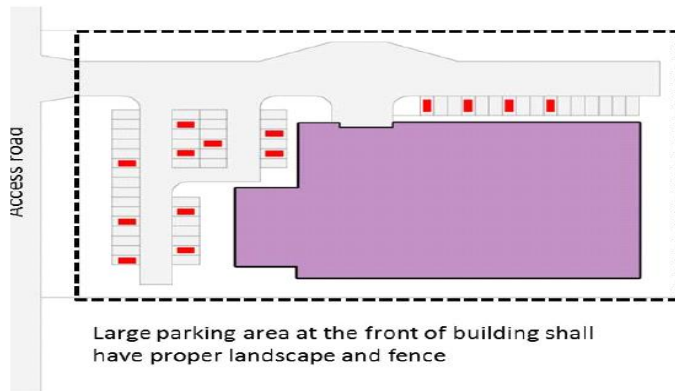 Access road
Large parking area at the front of building shall
have proper landscape and fence